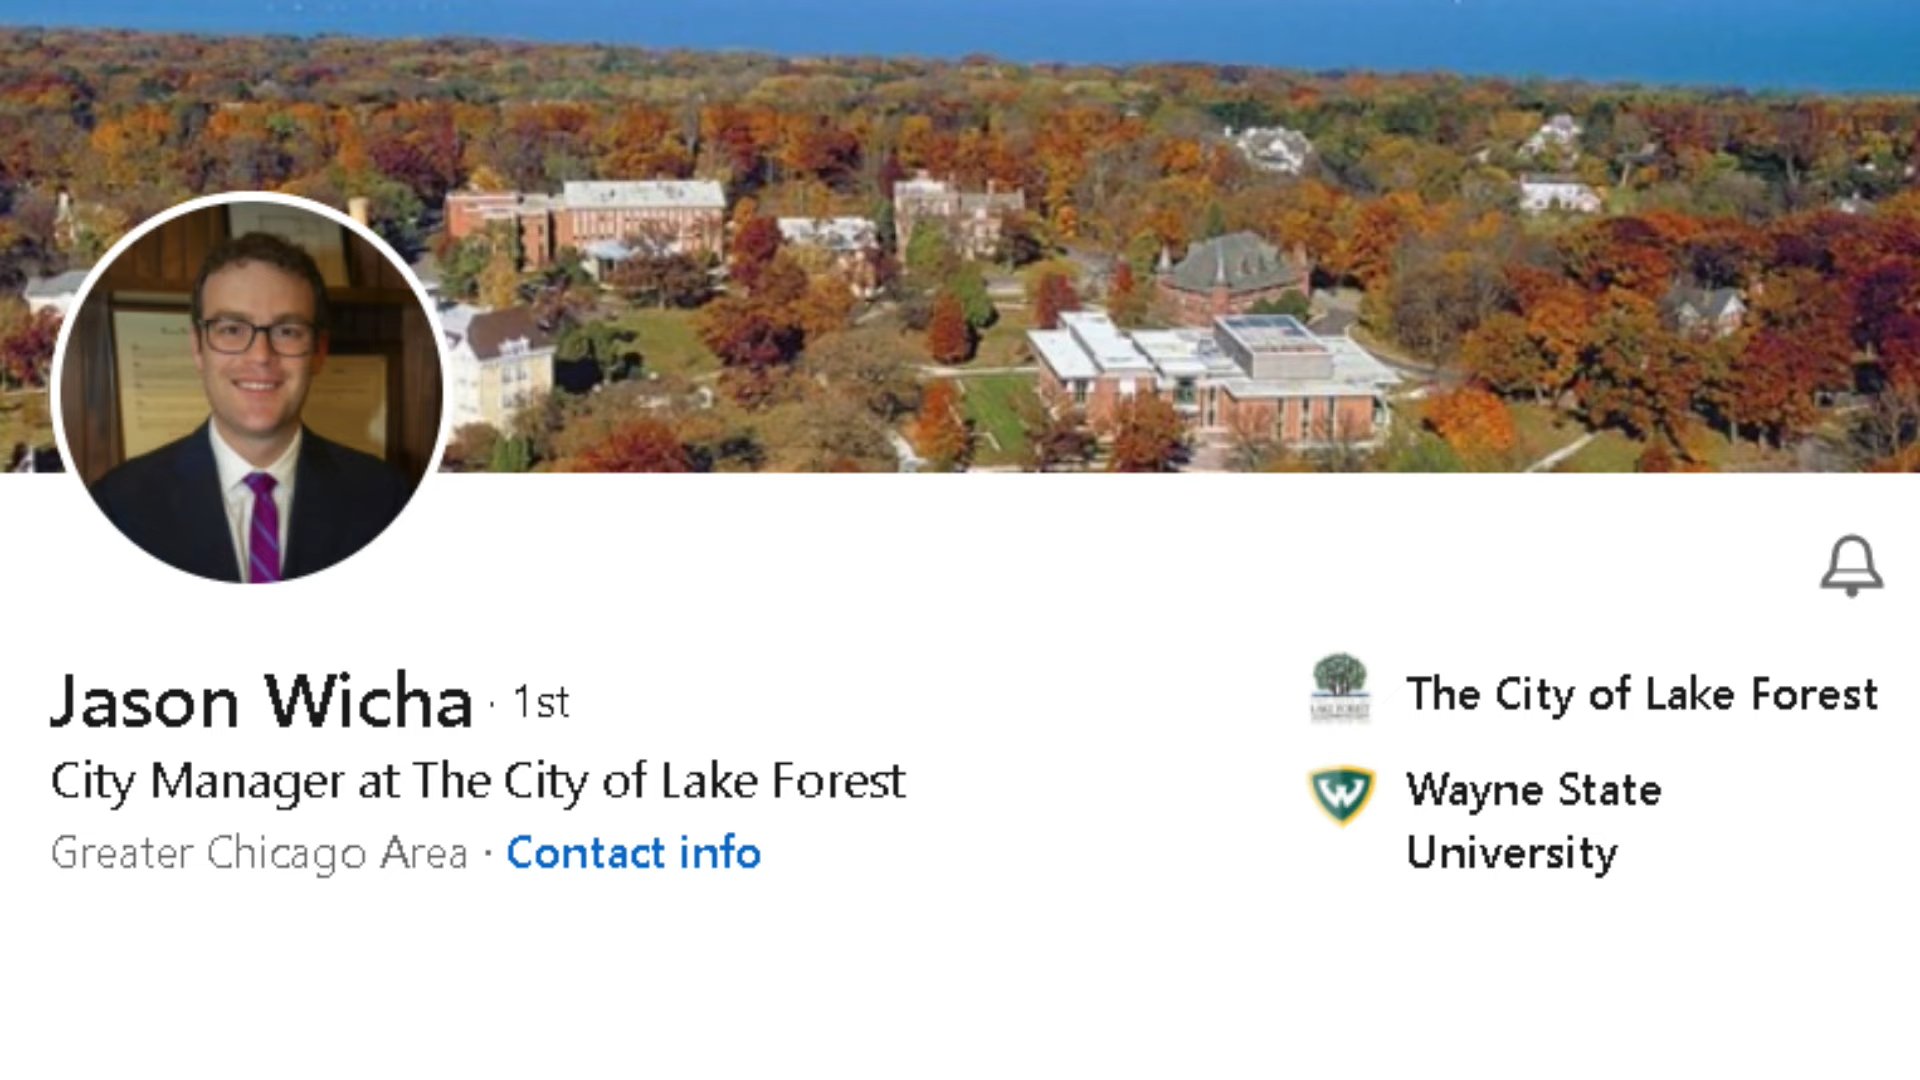 Jason Wicha · 1st
City Manager at The City of Lake Forest
Greater Chicago Area · Contact info
The City of Lake Forest
Wayne State
University